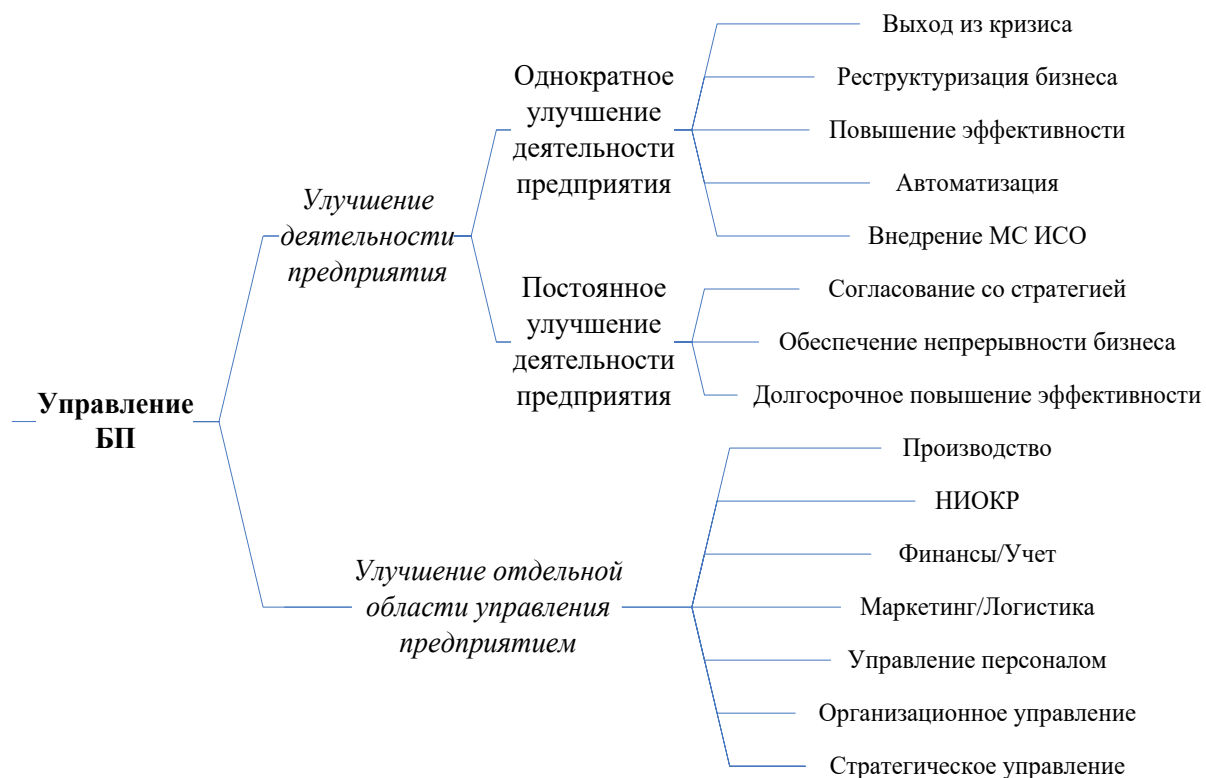 Управление
БП
Улучшение
деятельности
предприятия
Однократное
улучшение
деятельности
предприятия
Выход из кризиса
Реструктуризация бизнеса
Повышение эффективности
Автоматизация
Внедрение МС ИСО
Постоянное
улучшение
деятельности
предприятия
Согласование со стратегией
Обеспечение непрерывности бизнеса
Долгосрочное повышение эффективности
Улучшение отдельной
области управления
предприятием
Производство
НИОКР
Финансы/Учет
Маркетинг/Логистика
Управление персоналом
Организационное управление
Стратегическое управление